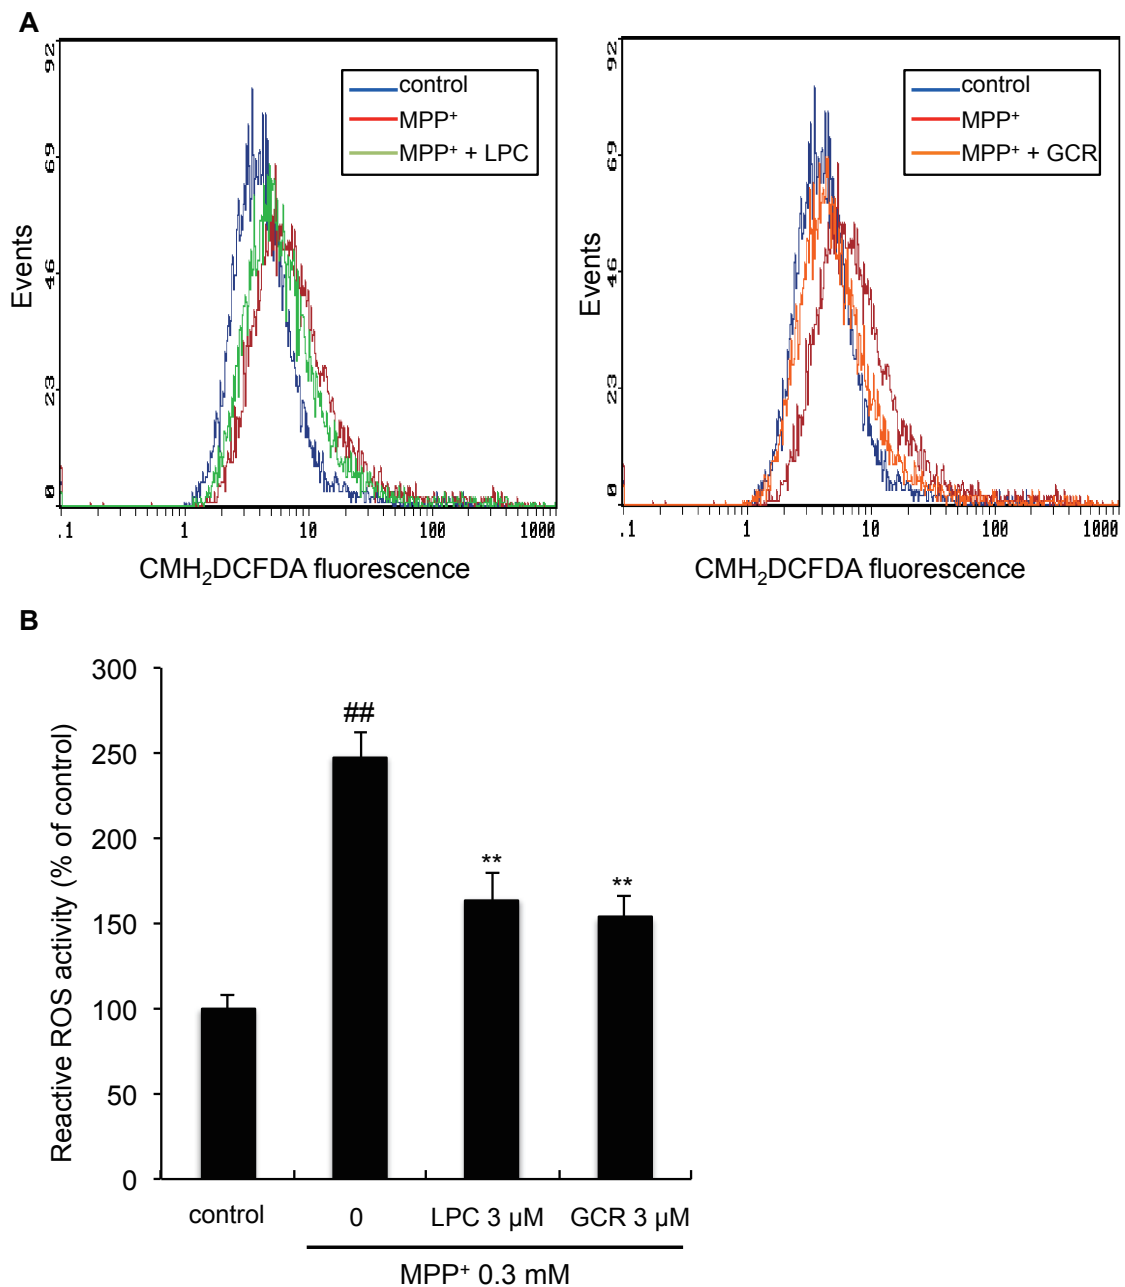 A
92
69
46
23
0
Events
control
MPP⁺
MPP⁺ + LPC
.1 1 10 100 1000
CMH₂DCFDA fluorescence
92
69
46
23
0
Events
control
MPP⁺
MPP⁺ + GCR
.1 1 10 100 1000
CMH₂DCFDA fluorescence
B
Reactive ROS activity (% of control)
300
250
200
150
100
50
0
##
**
**
control 0 LPC 3 µM GCR 3 µM
MPP⁺ 0.3 mM